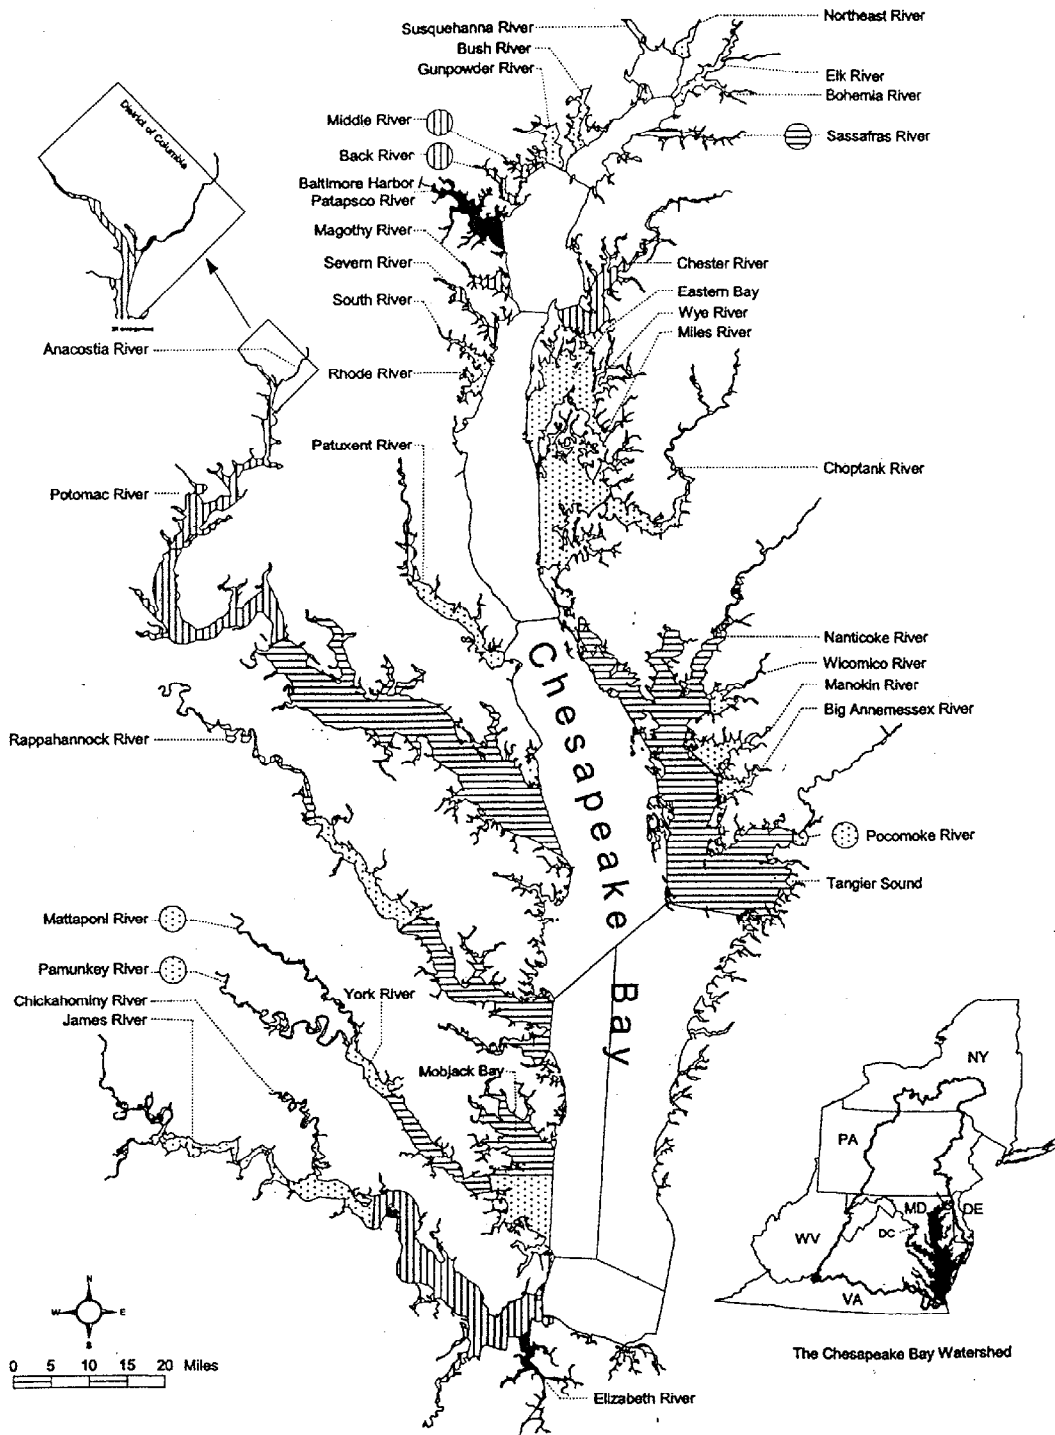 Susquehanna River
Northeast River
Bush River
Gunpowder River
Elk River
Bohemia River
District of Columbia
Middle River
Sassafras River
Back River
Baltimore Harbor /
Patapsco River
Magothy River
Severn River
Chester River
South River
Eastern Bay
Wye River
Miles River
Anacostia River
Rhode River
Patuxent River
Choptank River
Potomac River
Nanticoke River
Wicomico River
Manokin River
Big Annemessex River
Rappahannock River
Chesapeake Bay
Pocomoke River
Tangier Sound
Mattaponi River
Pamunkey River
Chickahominy River
York River
James River
Mobjack Bay
NY
PA
MD
DE
DC
WV
VA
N
W
E
S
0 5 10 15 20 Miles
The Chesapeake Bay Watershed
Elizabeth River